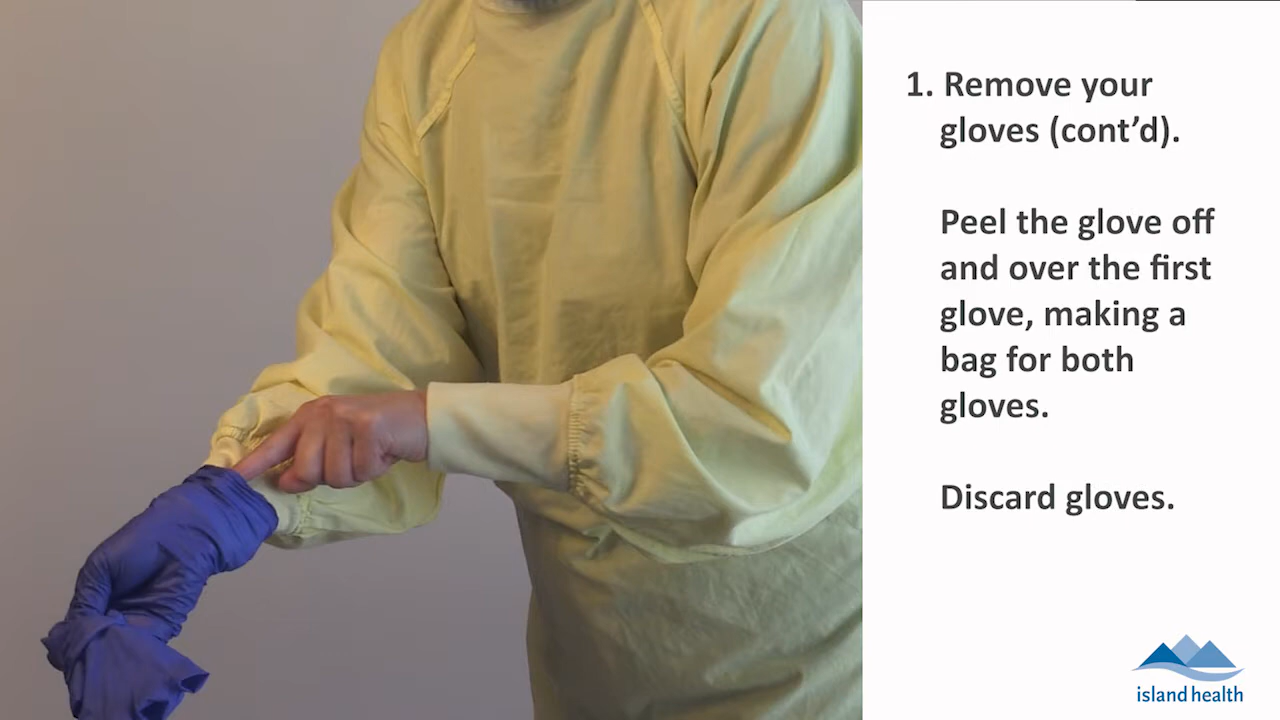 1. Remove your
gloves (cont’d).
Peel the glove off
and over the first
glove, making a
bag for both
gloves.
Discard gloves.
island health